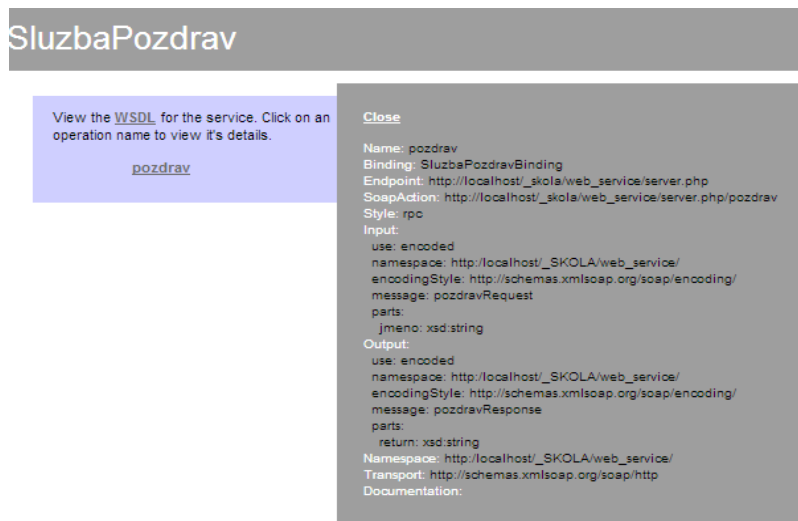 SluzbaPozdrav
View the WSDL for the service. Click on an
operation name to view it's details.
pozdrav
Close
Name: pozdrav
Binding: SluzbaPozdravBinding
Endpoint: http://localhost/_skola/web_service/server.php
SoapAction: http://localhost/_skola/web_service/server.php/pozdrav
Style: rpc
Input:
use: encoded
namespace: http:/localhost/_SKOLA/web_service/
encodingStyle: http://schemas.xmlsoap.org/soap/encoding/
message: pozdravRequest
parts:
jmeno: xsd:string
Output:
use: encoded
namespace: http:/localhost/_SKOLA/web_service/
encodingStyle: http://schemas.xmlsoap.org/soap/encoding/
message: pozdravResponse
parts:
return: xsd:string
Namespace: http:/localhost/_SKOLA/web_service/
Transport: http://schemas.xmlsoap.org/soap/http
Documentation: